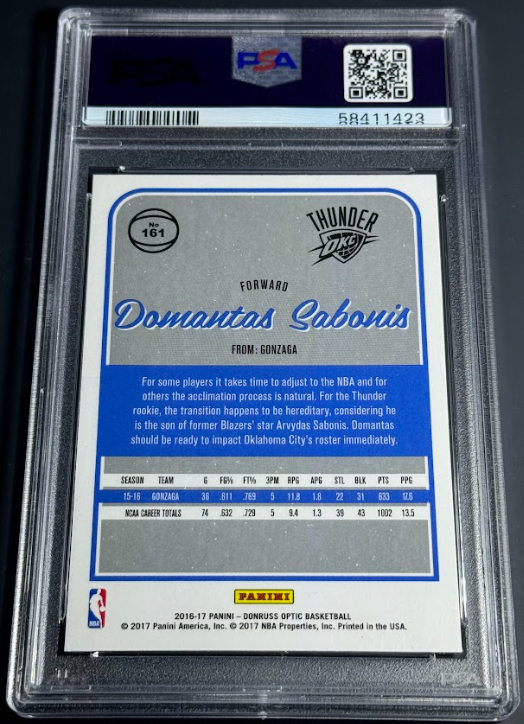 PSA
PSA
58411423
No
161
THUNDER
OKC
FORWARD
Domantas Sabonis
FROM: GONZAGA
For some players it takes time to adjust to the NBA and for
others the acclimation process is natural. For the Thunder
rookie, the transition happens to be hereditary, considering he
is the son of former Blazers' star Arvydas Sabonis. Domantas
should be ready to impact Oklahoma City's roster immediately.
SEASON TEAM G FG% FT% 3PM RPG APG STL BLK PTS PPG
15-16 GONZAGA 36 .611 .769 5 11.8 1.8 22 31 633 17.6
NCAA CAREER TOTALS 74 .632 .729 5 9.4 1.3 39 43 1002 13.5
PANINI
NBA
2016-17 PANINI – DONRUSS OPTIC BASKETBALL
© 2017 Panini America, Inc. © 2017 NBA Properties, Inc. Printed in the USA.
PSA